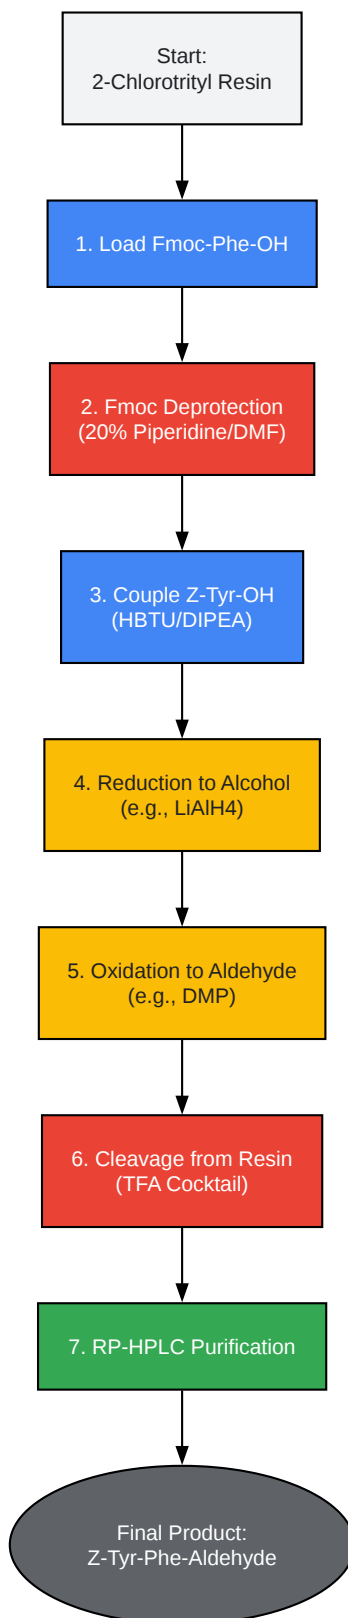 Start:
2-Chlorotrityl Resin
1. Load Fmoc-Phe-OH
2. Fmoc Deprotection
(20% Piperidine/DMF)
3. Couple Z-Tyr-OH
(HBTU/DIPEA)
4. Reduction to Alcohol
(e.g., LiAlH4)
5. Oxidation to Aldehyde
(e.g., DMP)
6. Cleavage from Resin
(TFA Cocktail)
7. RP-HPLC Purification
Final Product:
Z-Tyr-Phe-Aldehyde